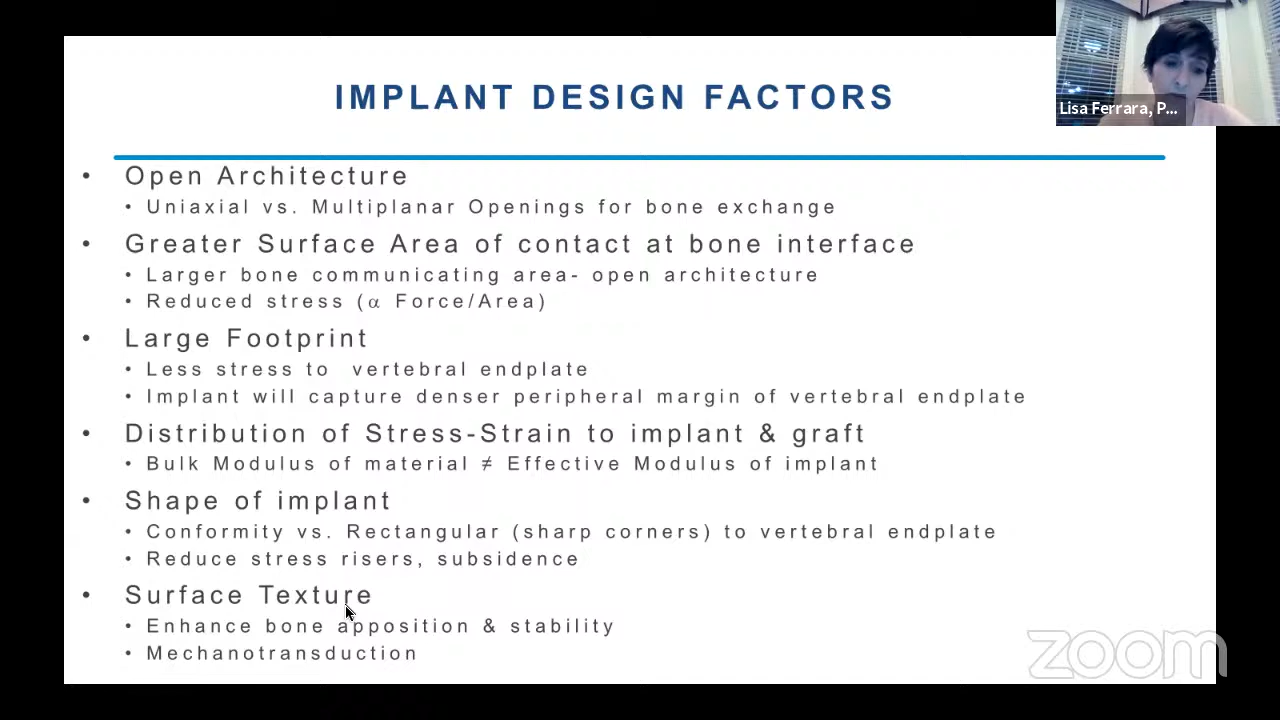 IMPLANT DESIGN FACTORS
Lisa Ferrara, P...
• Open Architecture
• Uniaxial vs. Multiplanar Openings for bone exchange
• Greater Surface Area of contact at bone interface
• Larger bone communicating area- open architecture
• Reduced stress (α Force/Area)
• Large Footprint
• Less stress to vertebral endplate
• Implant will capture denser peripheral margin of vertebral endplate
• Distribution of Stress-Strain to implant & graft
• Bulk Modulus of material ≠ Effective Modulus of implant
• Shape of implant
• Conformity vs. Rectangular (sharp corners) to vertebral endplate
• Reduce stress risers, subsidence
• Surface Texture
• Enhance bone apposition & stability
• Mechanotransduction
zoom